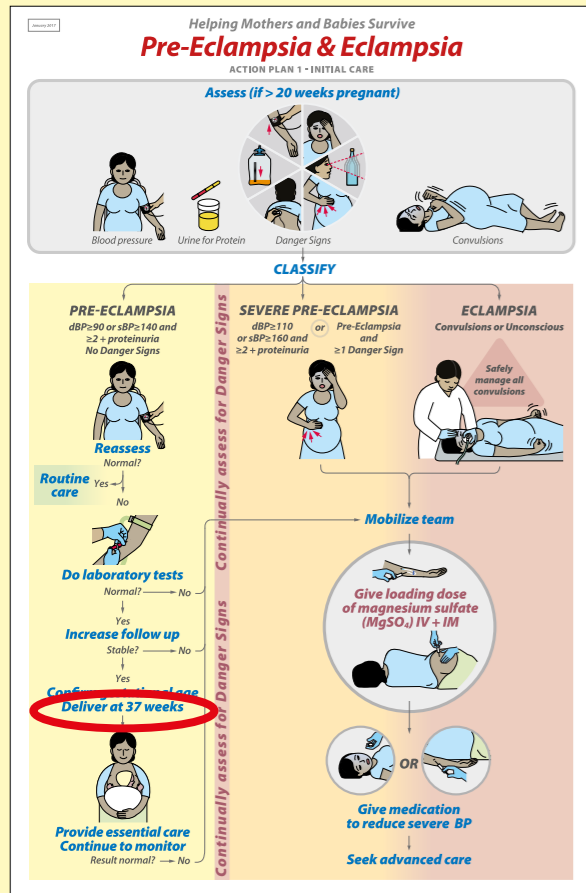 January 2017
Helping Mothers and Babies Survive
Pre-Eclampsia & Eclampsia
ACTION PLAN 1 - INITIAL CARE
Assess (if > 20 weeks pregnant)
Blood pressure
Urine for Protein
Danger Signs
Convulsions
CLASSIFY
PRE-ECLAMPSIA
dBP≥90 or sBP≥140 and
≥2 + proteinuria
No Danger Signs
Reassess
Normal?
Routine
care
Yes
No
Do laboratory tests
Normal?
No
Yes
Increase follow up
Stable?
No
Yes
Confirm gestational age
Deliver at 37 weeks
Provide essential care
Continue to monitor
Result normal?
No
Continually assess for Danger Signs
Continually assess for Danger Signs
SEVERE PRE-ECLAMPSIA
dBP≥110
or sBP≥160 and
≥2 + proteinuria
or
Pre-Eclampsia
and
≥1 Danger Sign
ECLAMPSIA
Convulsions or Unconscious
Safely
manage all
convulsions
Mobilize team
Give loading dose
of magnesium sulfate
(MgSO₄) IV + IM
OR
Give medication
to reduce severe BP
Seek advanced care